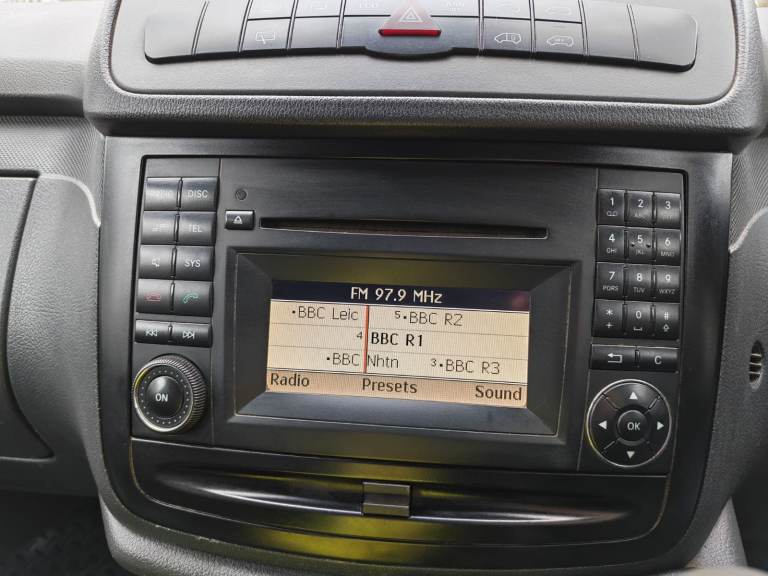 DISC
TEL
SYS
ON
FM 97.9 MHz
•BBC Leic 5•BBC R2
4 BBC R1
•BBC Nhtn 3•BBC R3
Radio Presets Sound
1 2 ABC 3
4 GHI 5 JKL 6 MNO
7 PQRS 8 TUV 9 WXYZ
* + 0 #
C
OK